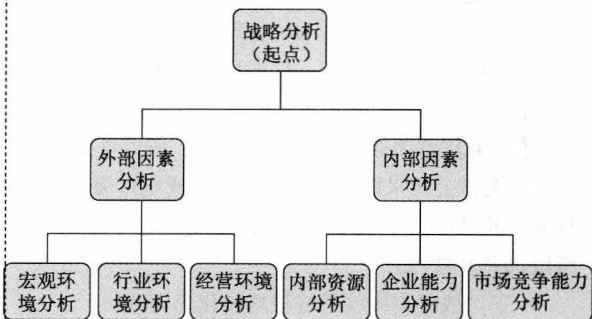 战略分析
（起点）
外部因素
分析
内部因素
分析
宏观环
境分析
行业环
境分析
经营环境
分析
内部资源
分析
企业能力
分析
市场竞争能力
分析